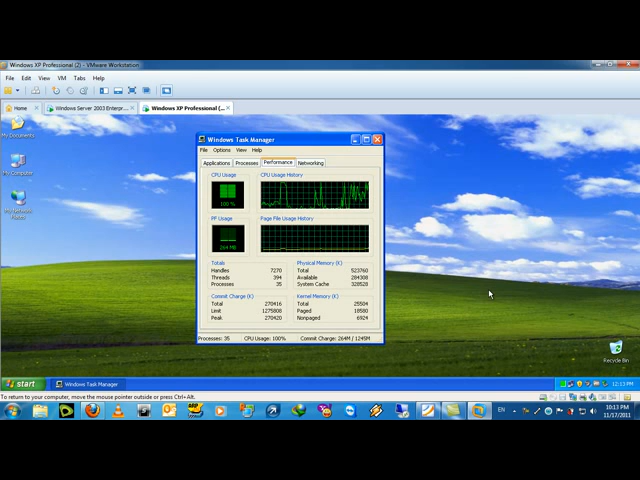 Windows XP Professional (2) - VMware Workstation
File Edit View VM Tabs Help
Home Windows Server 2003 Enterpr... Windows XP Professional (...
My Documents
My Computer
My Network
Places
Windows Task Manager
File Options View Help
Applications Processes Performance Networking
CPU Usage CPU Usage History
100 %
PF Usage Page File Usage History
264 MB
Totals Physical Memory (K)
Handles 7270 Total 523760
Threads 394 Available 284308
Processes 35 System Cache 328528
Commit Charge (K) Kernel Memory (K)
Total 270416 Total 25504
Limit 1275808 Paged 18580
Peak 270420 Nonpaged 6924
Processes: 35 CPU Usage: 100% Commit Charge: 264M / 1245M
Recycle Bin
start Windows Task Manager 12:13 PM
To return to your computer, move the mouse pointer outside or press Ctrl+Alt.
EN 10:13 PM
11/17/2011